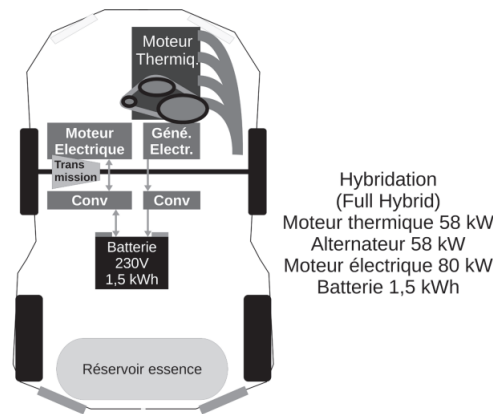 Moteur
Thermiq.
Moteur
Electrique
Géné.
Electr.
Trans
mission
Conv
Conv
Batterie
230V
1,5 kWh
Réservoir essence
Hybridation
(Full Hybrid)
Moteur thermique 58 kW
Alternateur 58 kW
Moteur électrique 80 kW
Batterie 1,5 kWh